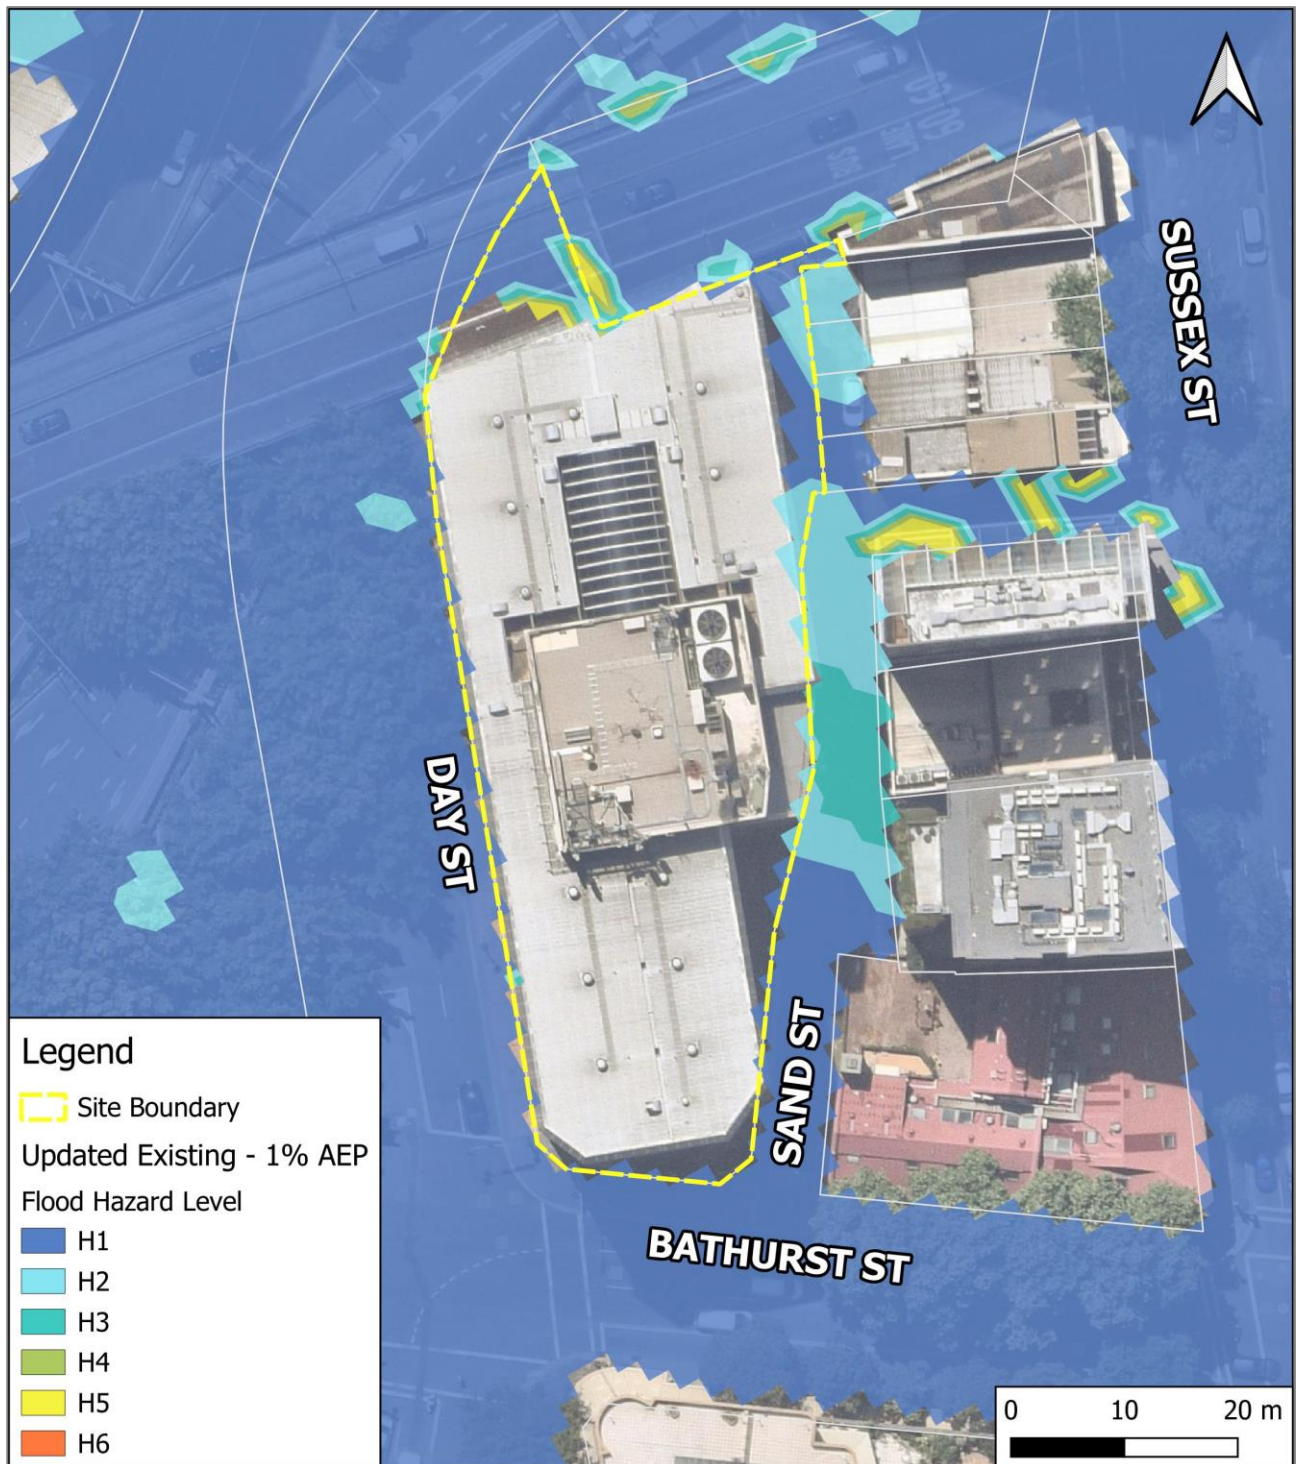 SUSSEX ST
DAY ST
SAND ST
BATHURST ST
Legend
Site Boundary
Updated Existing - 1% AEP
Flood Hazard Level
H1
H2
H3
H4
H5
H6
0 10 20 m